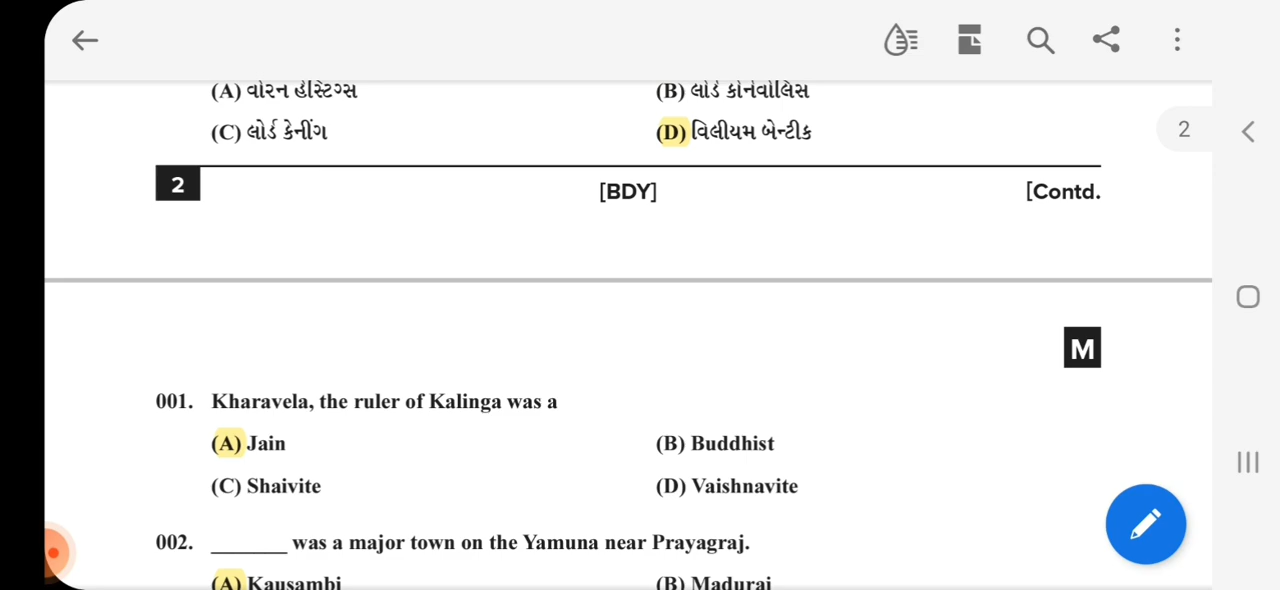 2
(A) વોરન હેસ્ટિંગ્સ (B) લોર્ડ કોર્નવોલિસ
(C) લોર્ડ કેનીંગ (D) વિલીયમ બેન્ટીક
2 [BDY] [Contd.
M
001. Kharavela, the ruler of Kalinga was a
(A) Jain (B) Buddhist
(C) Shaivite (D) Vaishnavite
002. _______ was a major town on the Yamuna near Prayagraj.
(A) Kausambi (B) Madurai